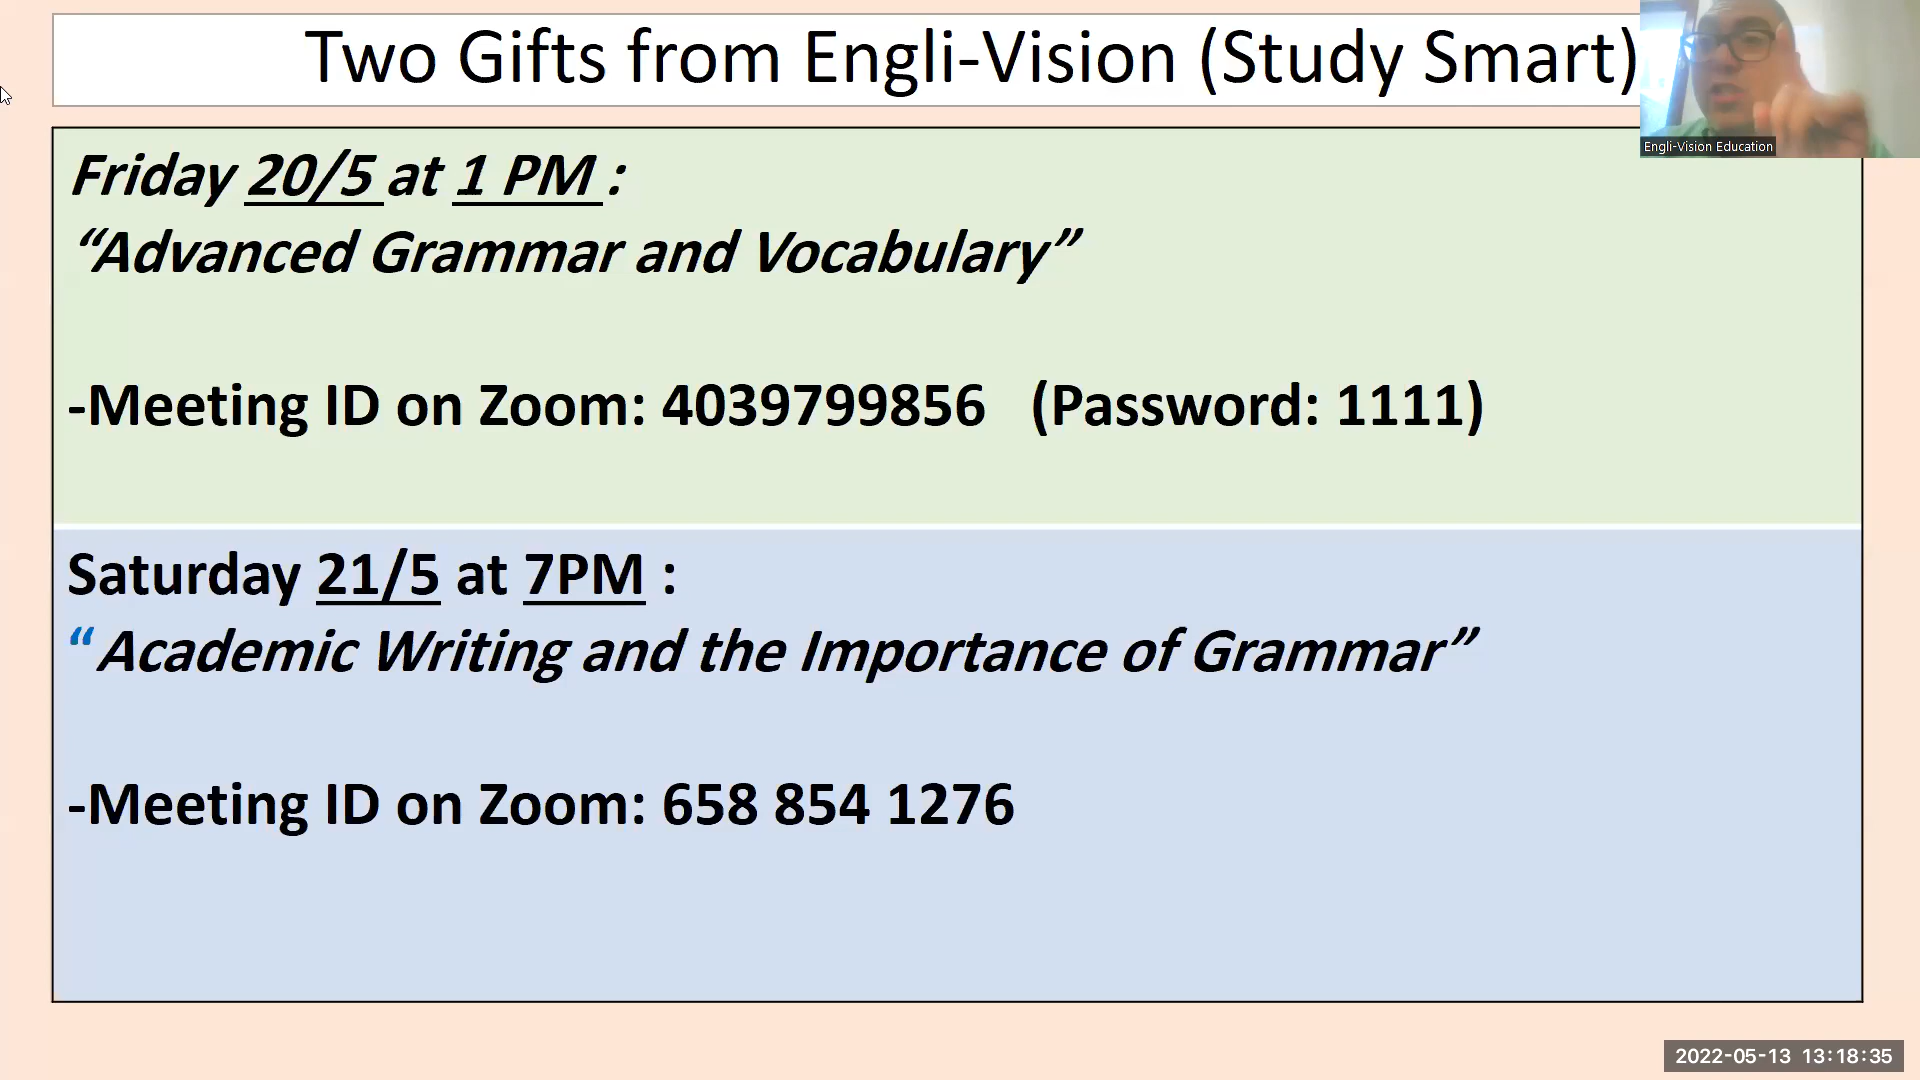 Two Gifts from Engli-Vision (Study Smart)
Engli-Vision Education
Friday 20/5 at 1 PM :
“Advanced Grammar and Vocabulary”
-Meeting ID on Zoom: 4039799856 (Password: 1111)
Saturday 21/5 at 7PM :
“Academic Writing and the Importance of Grammar”
-Meeting ID on Zoom: 658 854 1276
2022-05-13 13:18:35